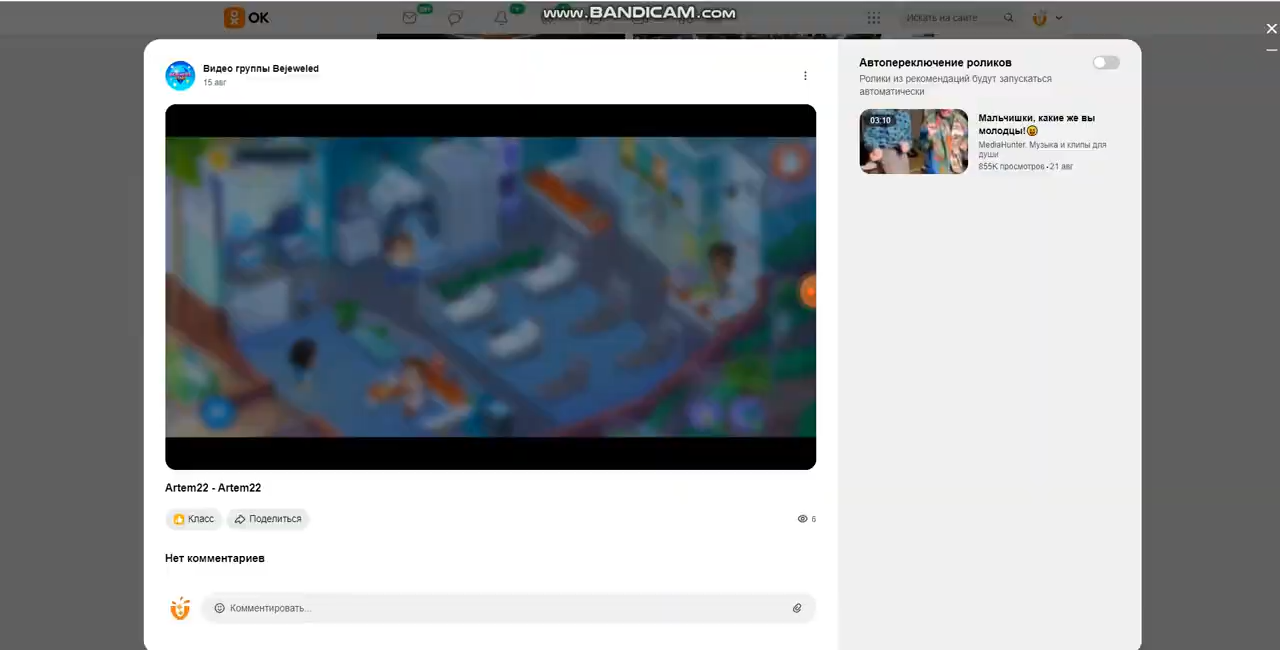 ОК
www.BANDICAM.com
Искать на сайте
Видео группы Bejeweled
15 авг
Artem22 - Artem22
Класс
Поделиться
6
Нет комментариев
Комментировать...
Автопереключение роликов
Ролики из рекомендаций будут запускаться
автоматически
03:10
Мальчишки, какие же вы
молодцы!😄
MediaHunter. Музыка и клипы для
души
855K просмотров • 21 авг